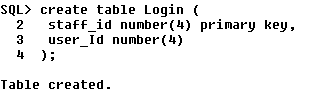 SQL> create table Login (
2 staff_id number(4) primary key,
3 user_Id number(4)
4 );
Table created.